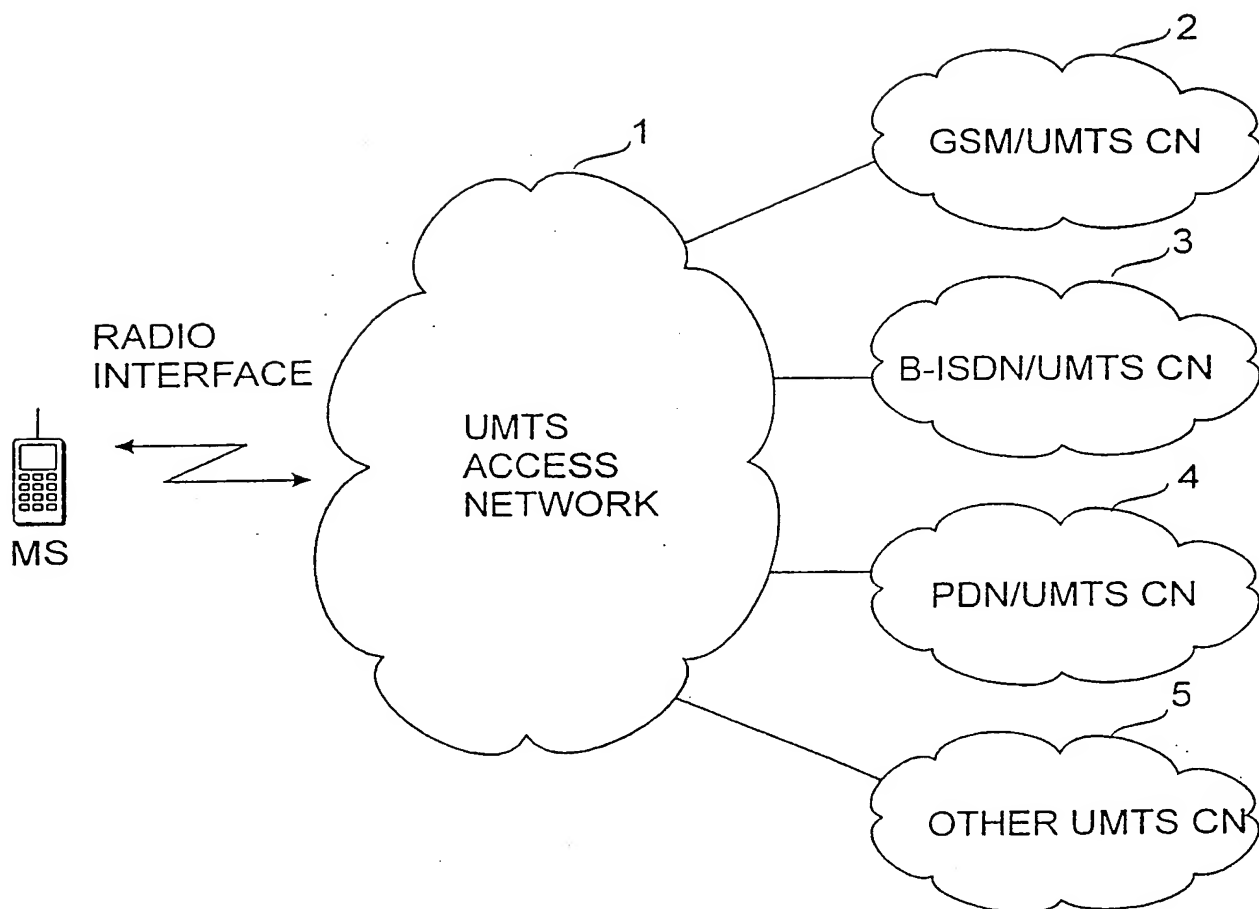 2
GSM/UMTS CN
1
3
RADIO
INTERFACE
B-ISDN/UMTS CN
UMTS
ACCESS
NETWORK
MS
4
PDN/UMTS CN
5
OTHER UMTS CN